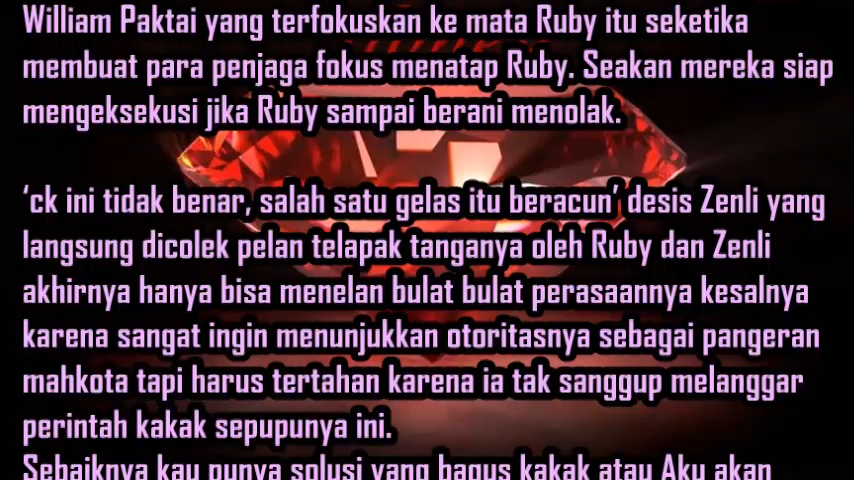 William Paktai yang terfokuskan ke mata Ruby itu seketika
membuat para penjaga fokus menatap Ruby. Seakan mereka siap
mengeksekusi jika Ruby sampai berani menolak.
‘ck ini tidak benar, salah satu gelas itu beracun’ desis Zenli yang
langsung dicolek pelan telapak tanganya oleh Ruby dan Zenli
akhirnya hanya bisa menelan bulat bulat perasaannya kesalnya
karena sangat ingin menunjukkan otoritasnya sebagai pangeran
mahkota tapi harus tertahan karena ia tak sanggup melanggar
perintah kakak sepupunya ini.
Sebaiknya kau punya solusi yang bagus kakak atau Aku akan